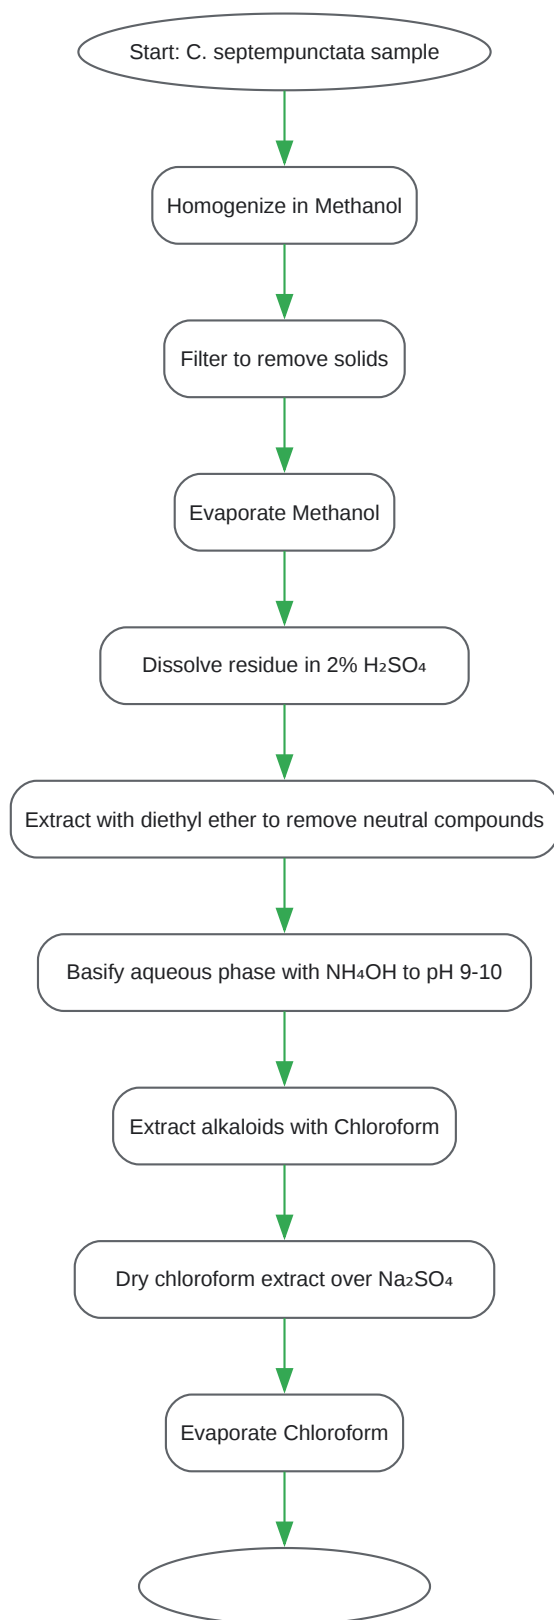 Start: C. septempunctata sample
Homogenize in Methanol
Filter to remove solids
Evaporate Methanol
Dissolve residue in 2% H₂SO₄
Extract with diethyl ether to remove neutral compounds
Basify aqueous phase with NH₄OH to pH 9-10
Extract alkaloids with Chloroform
Dry chloroform extract over Na₂SO₄
Evaporate Chloroform